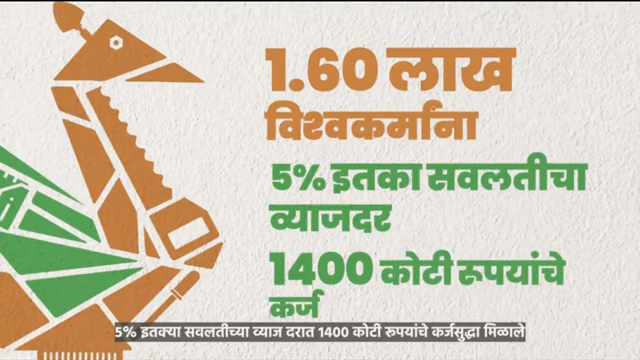 1.60 लाख
विश्वकर्मांना
5% इतका सवलतीचा
व्याजदर
1400 कोटी रूपयांचे
कर्ज
5% इतक्या सवलतीच्या व्याज दरात 1400 कोटी रुपयांचे कर्जसुद्धा मिळाले